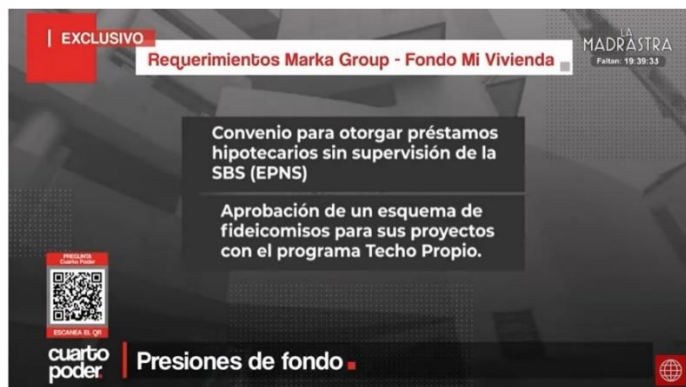 EXCLUSIVO
Requerimientos Marka Group - Fondo Mi Vivienda
LA
MADRASTRA
Faltan: 19:39:35
Convenio para otorgar préstamos
hipotecarios sin supervisión de la
SBS (EPNS)
Aprobación de un esquema de
fideicomisos para sus proyectos
con el programa Techo Propio.
PREGUNTA
Cuarto Poder
ESCANEA EL QR
cuarto
poder.
Presiones de fondo